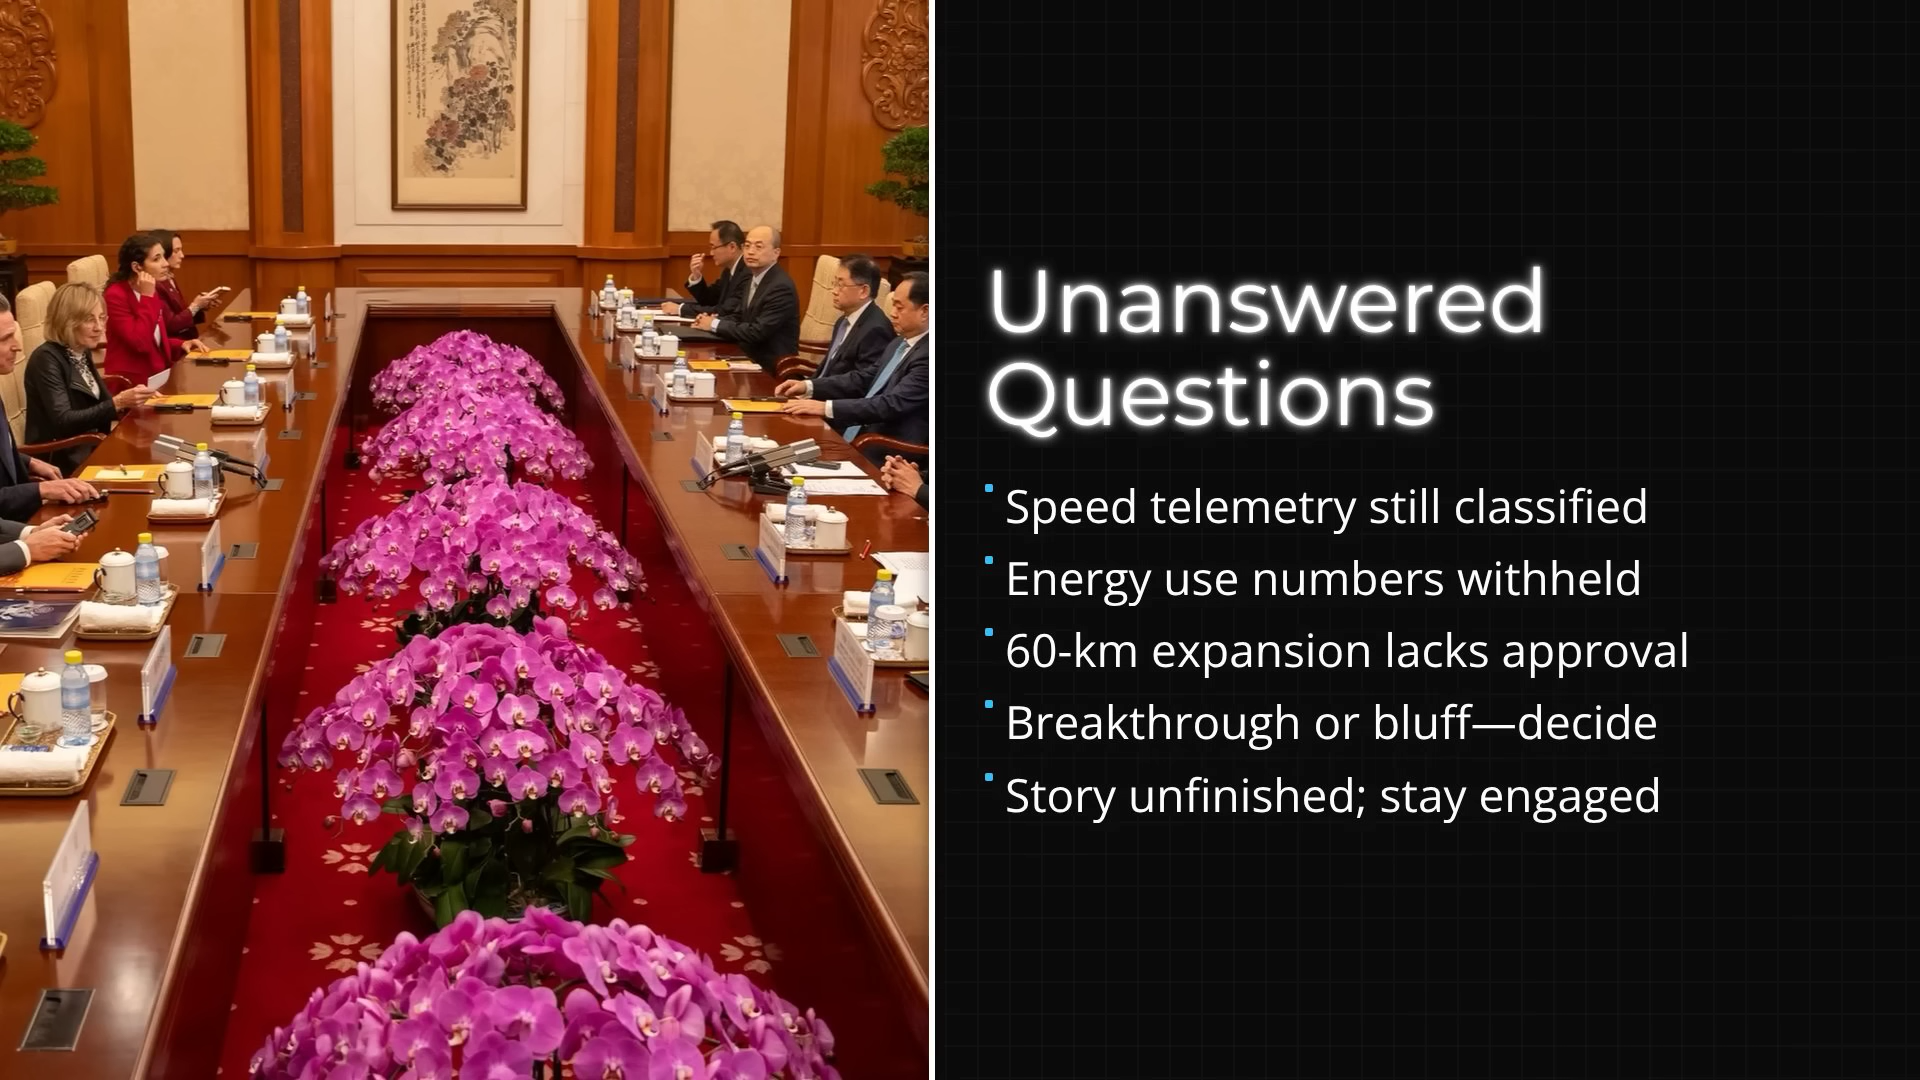 Unanswered
Questions
Speed telemetry still classified
Energy use numbers withheld
60-km expansion lacks approval
Breakthrough or bluff—decide
Story unfinished; stay engaged